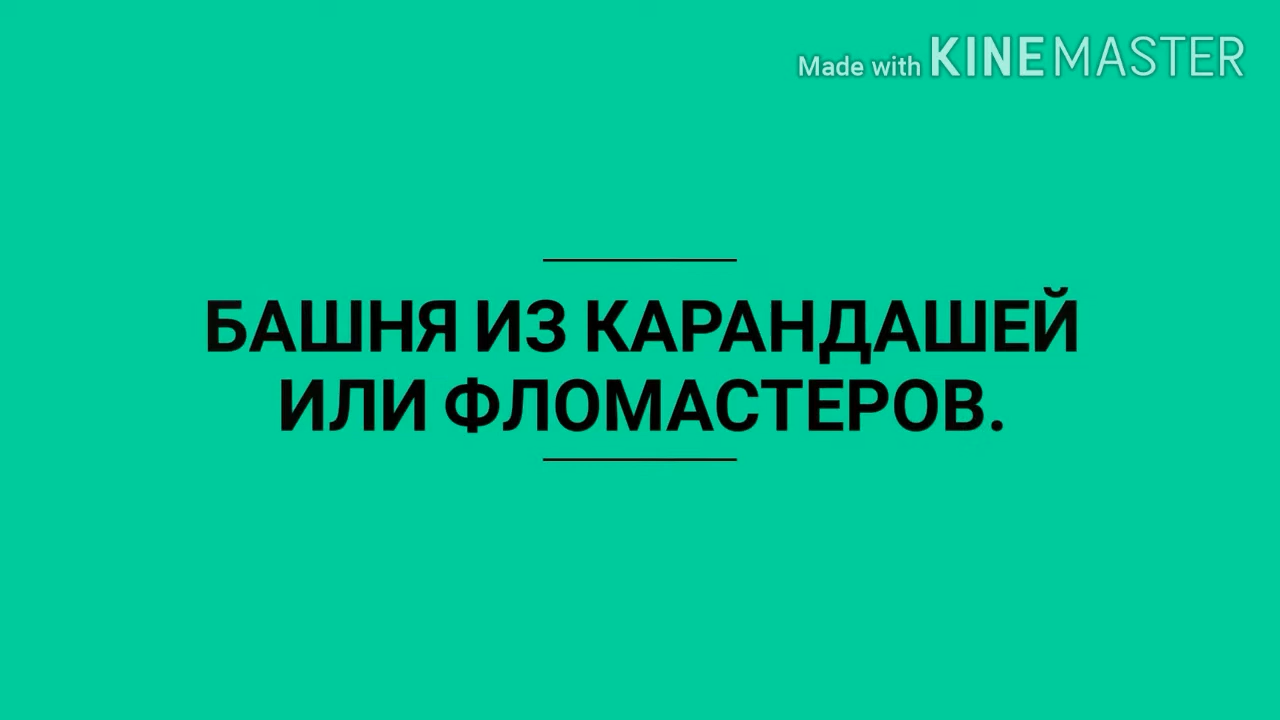 Made with KINEMASTER
БАШНЯ ИЗ КАРАНДАШЕЙ
ИЛИ ФЛОМАСТЕРОВ.